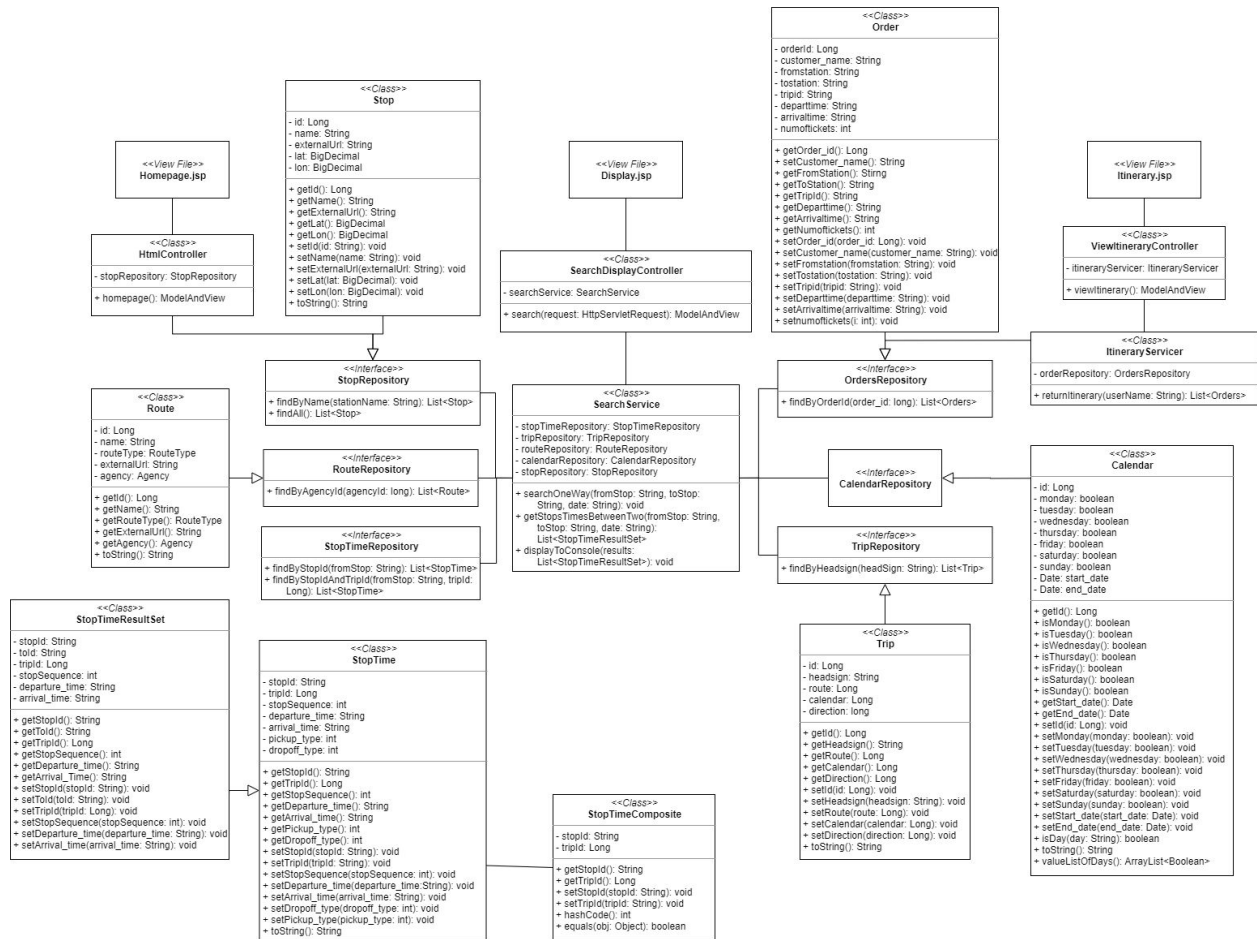 <<Class>>
Order
- orderId: Long
- customer_name: String
- fromstation: String
- tostation: String
- tripid: String
- departtime: String
- arrivaltime: String
- numoftickets: int
+ getOrder_id(): Long
+ setCustomer_name(): String
+ getFromStation(): Stirng
+ getToStation(): String
+ getTripId(): String
+ getDeparttime(): String
+ getArrivaltime(): String
+ getNumoftickets(): int
+ setOrder_id(order_id: Long): void
+ setCustomer_name(customer_name: String): void
+ setFromstation(fromstation: String): void
+ setTostation(tostation: String): void
+ setTripid(tripid: String): void
+ setDeparttime(departtime: String): void
+ setArrivaltime(arrivaltime: String): void
+ setnumoftickets(i: int): void
<<Class>>
Stop
- id: Long
- name: String
- externalUrl: String
- lat: BigDecimal
- lon: BigDecimal
+ getId(): Long
+ getName(): String
+ getExternalUrl(): String
+ getLat(): BigDecimal
+ getLon(): BigDecimal
+ setId(id: String): void
+ setName(name: String): void
+ setExternalUrl(externalUrl: String): void
+ setLat(lat: BigDecimal): void
+ setLon(lon: BigDecimal): void
+ toString(): String
<<View File>>
Homepage.jsp
<<View File>>
Display.jsp
<<View File>>
Itinerary.jsp
<<Class>>
HtmlController
- stopRepository: StopRepository
+ homepage(): ModelAndView
<<Class>>
SearchDisplayController
- searchService: SearchService
+ search(request: HttpServletRequest): ModelAndView
<<Class>>
ViewItineraryController
- itineraryServicer: ItineraryServicer
+ viewItinerary(): ModelAndView
<<Class>>
ItineraryServicer
- orderRepository: OrdersRepository
+ returnItinerary(userName: String): List<Orders>
<<Interface>>
StopRepository
+ findByName(stationName: String): List<Stop>
+ findAll(): List<Stop>
<<Interface>>
OrdersRepository
+ findByOrderId(order_id: long): List<Orders>
<<Class>>
Route
- id: Long
- name: String
- routeType: RouteType
- externalUrl: String
- agency: Agency
+ getId(): Long
+ getName(): String
+ getRouteType(): RouteType
+ getExternalUrl(): String
+ getAgency(): Agency
+ toString(): String
<<Interface>>
RouteRepository
+ findByAgencyId(agencyId: long): List<Route>
<<Class>>
SearchService
- stopTimeRepository: StopTimeRepository
- tripRepository: TripRepository
- routeRepository: RouteRepository
- calendarRepository: CalendarRepository
- stopRepository: StopRepository
+ searchOneWay(fromStop: String, toStop:
String, date: String): void
+ getStopsTimesBetweenTwo(fromStop: String,
toStop: String, date: String):
List<StopTimeResultSet>
+ displayToConsole(results:
List<StopTimeResultSet>): void
<<Interface>>
CalendarRepository
<<Interface>>
StopTimeRepository
+ findByStopId(fromStop: String): List<StopTime>
+ findByStopIdAndTripId(fromStop: String, tripId:
Long): List<StopTime>
<<Interface>>
TripRepository
+ findByHeadsign(headSign: String): List<Trip>
<<Class>>
Calendar
- id: Long
- monday: boolean
- tuesday: boolean
- wednesday: boolean
- thursday: boolean
- friday: boolean
- saturday: boolean
- sunday: boolean
- Date: start_date
- Date: end_date
+ getId(): Long
+ isMonday(): boolean
+ isTuesday(): boolean
+ isWednesday(): boolean
+ isThursday(): boolean
+ isFriday(): boolean
+ isSaturday(): boolean
+ isSunday(): boolean
+ getStart_date(): Date
+ getEnd_date(): Date
+ setId(id: Long): void
+ setMonday(monday: boolean): void
+ setTuesday(tuesday: boolean): void
+ setWednesday(wednesday: boolean): void
+ setThursday(thursday: boolean): void
+ setFriday(friday: boolean): void
+ setSaturday(saturday: boolean): void
+ setSunday(sunday: boolean): void
+ setStart_date(start_date: Date): void
+ setEnd_date(end_date: Date): void
+ isDay(day: String): boolean
+ toString(): String
+ valueListOfDays(): ArrayList<Boolean>
<<Class>>
StopTimeResultSet
- stopId: String
- toId: String
- tripId: Long
- stopSequence: int
- departure_time: String
- arrival_time: String
+ getStopId(): String
+ getToId(): String
+ getTripId(): Long
+ getStopSequence(): int
+ getDeparture_time(): String
+ getArrival_Time(): String
+ setStopId(stopId: String): void
+ setToId(toId: String): void
+ setTripId(tripId: Long): void
+ setStopSequence(stopSequence: int): void
+ setDeparture_time(departure_time: String): void
+ setArrival_time(arrival_time: String): void
<<Class>>
StopTime
- stopId: String
- tripId: Long
- stopSequence: int
- departure_time: String
- arrival_time: String
- pickup_type: int
- dropoff_type: int
+ getStopId(): String
+ getTripId(): Long
+ getStopSequence(): int
+ getDeparture_time(): String
+ getArrival_time(): String
+ getPickup_type(): int
+ getDropoff_type(): int
+ setStopId(stopId: String): void
+ setTripId(tripId: String): void
+ setStopSequence(stopSequence: int): void
+ setDeparture_time(departure_time:String): void
+ setArrival_time(arrival_time: String): void
+ setDropoff_type(dropoff_type: int): void
+ setPickup_type(pickup_type: int): void
+ toString(): String
<<Class>>
StopTimeComposite
- stopId: String
- tripId: Long
+ getStopId(): String
+ getTripId(): Long
+ setStopId(stopId: String): void
+ setTripId(tripId: String): void
+ hashCode(): int
+ equals(obj: Object): boolean
<<Class>>
Trip
- id: Long
- headsign: String
- route: Long
- calendar: Long
- direction: long
+ getId(): Long
+ getHeadsign(): String
+ getRoute(): Long
+ getCalendar(): Long
+ getDirection(): Long
+ setId(id: Long): void
+ setHeadsign(headsign: String): void
+ setRoute(route: Long): void
+ setCalendar(calendar: Long): void
+ setDirection(direction: Long): void
+ toString(): String